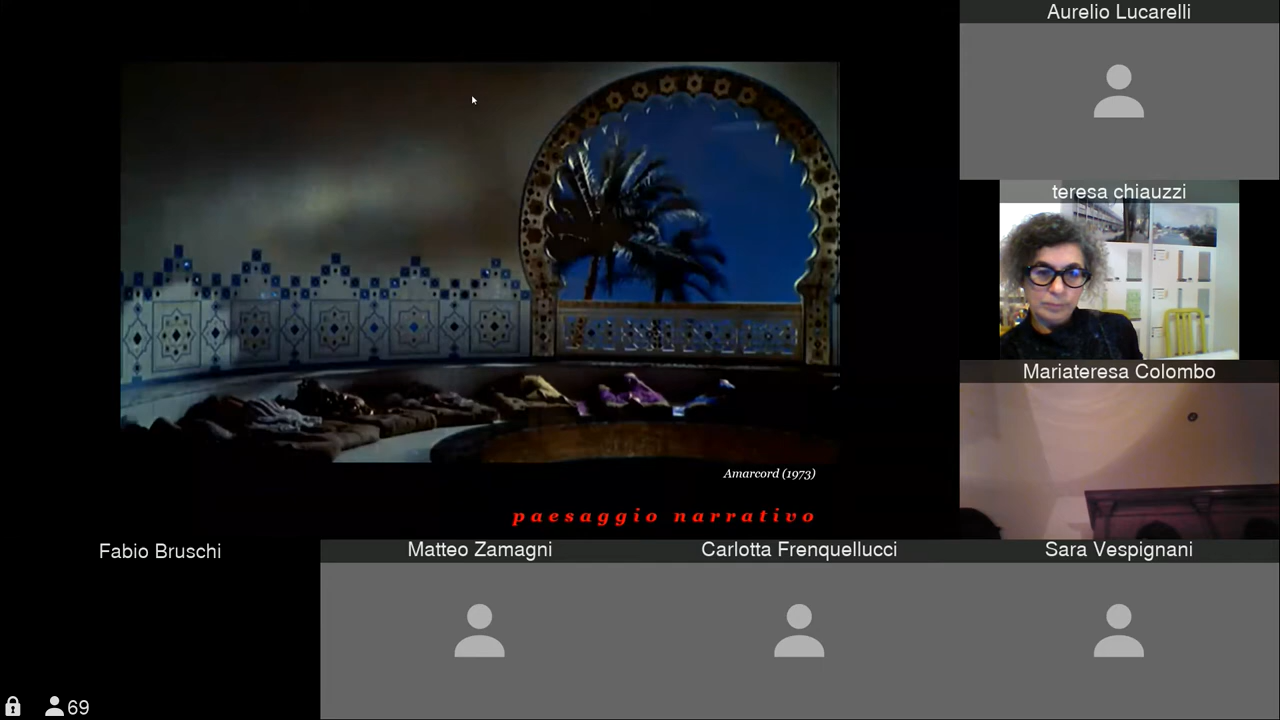 Aurelio Lucarelli
teresa chiauzzi
Mariateresa Colombo
Amarcord (1973)
paesaggio narrativo
Fabio Bruschi
Matteo Zamagni
Carlotta Frenquellucci
Sara Vespignani
69